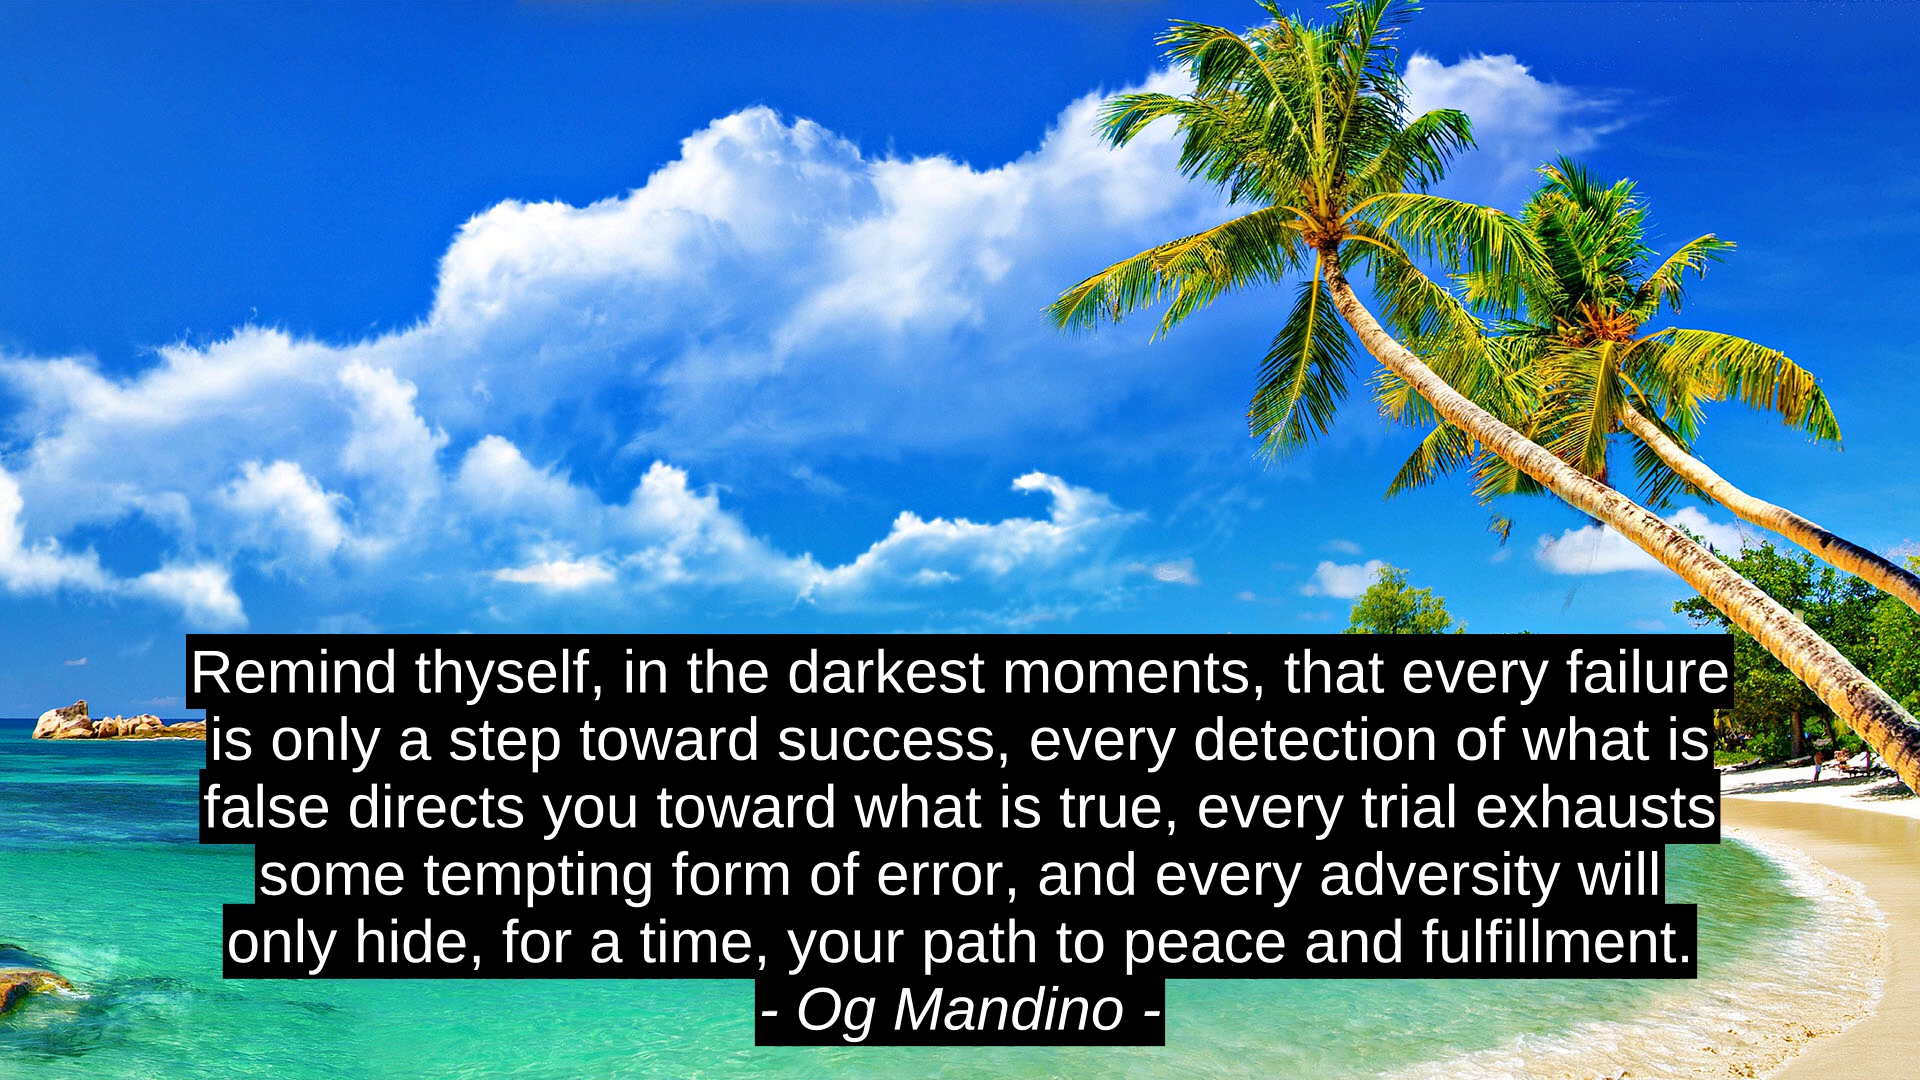 Remind thyself, in the darkest moments, that every failure
is only a step toward success, every detection of what is
false directs you toward what is true, every trial exhausts
some tempting form of error, and every adversity will
only hide, for a time, your path to peace and fulfillment.
- Og Mandino -